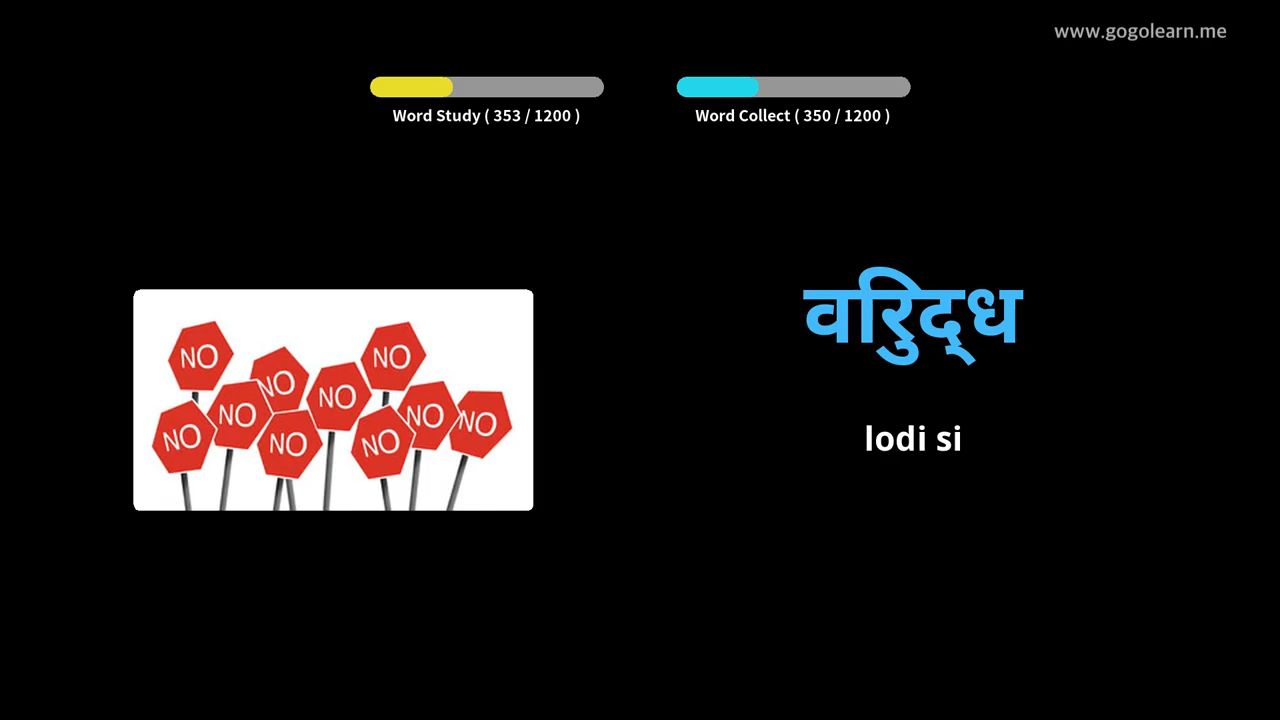 www.gogolearn.me
Word Study ( 353 / 1200 )
Word Collect ( 350 / 1200 )
विरुद्ध
lodi si
NO
NO
NO
NO
NO
NO
NO
NO
NO
NO